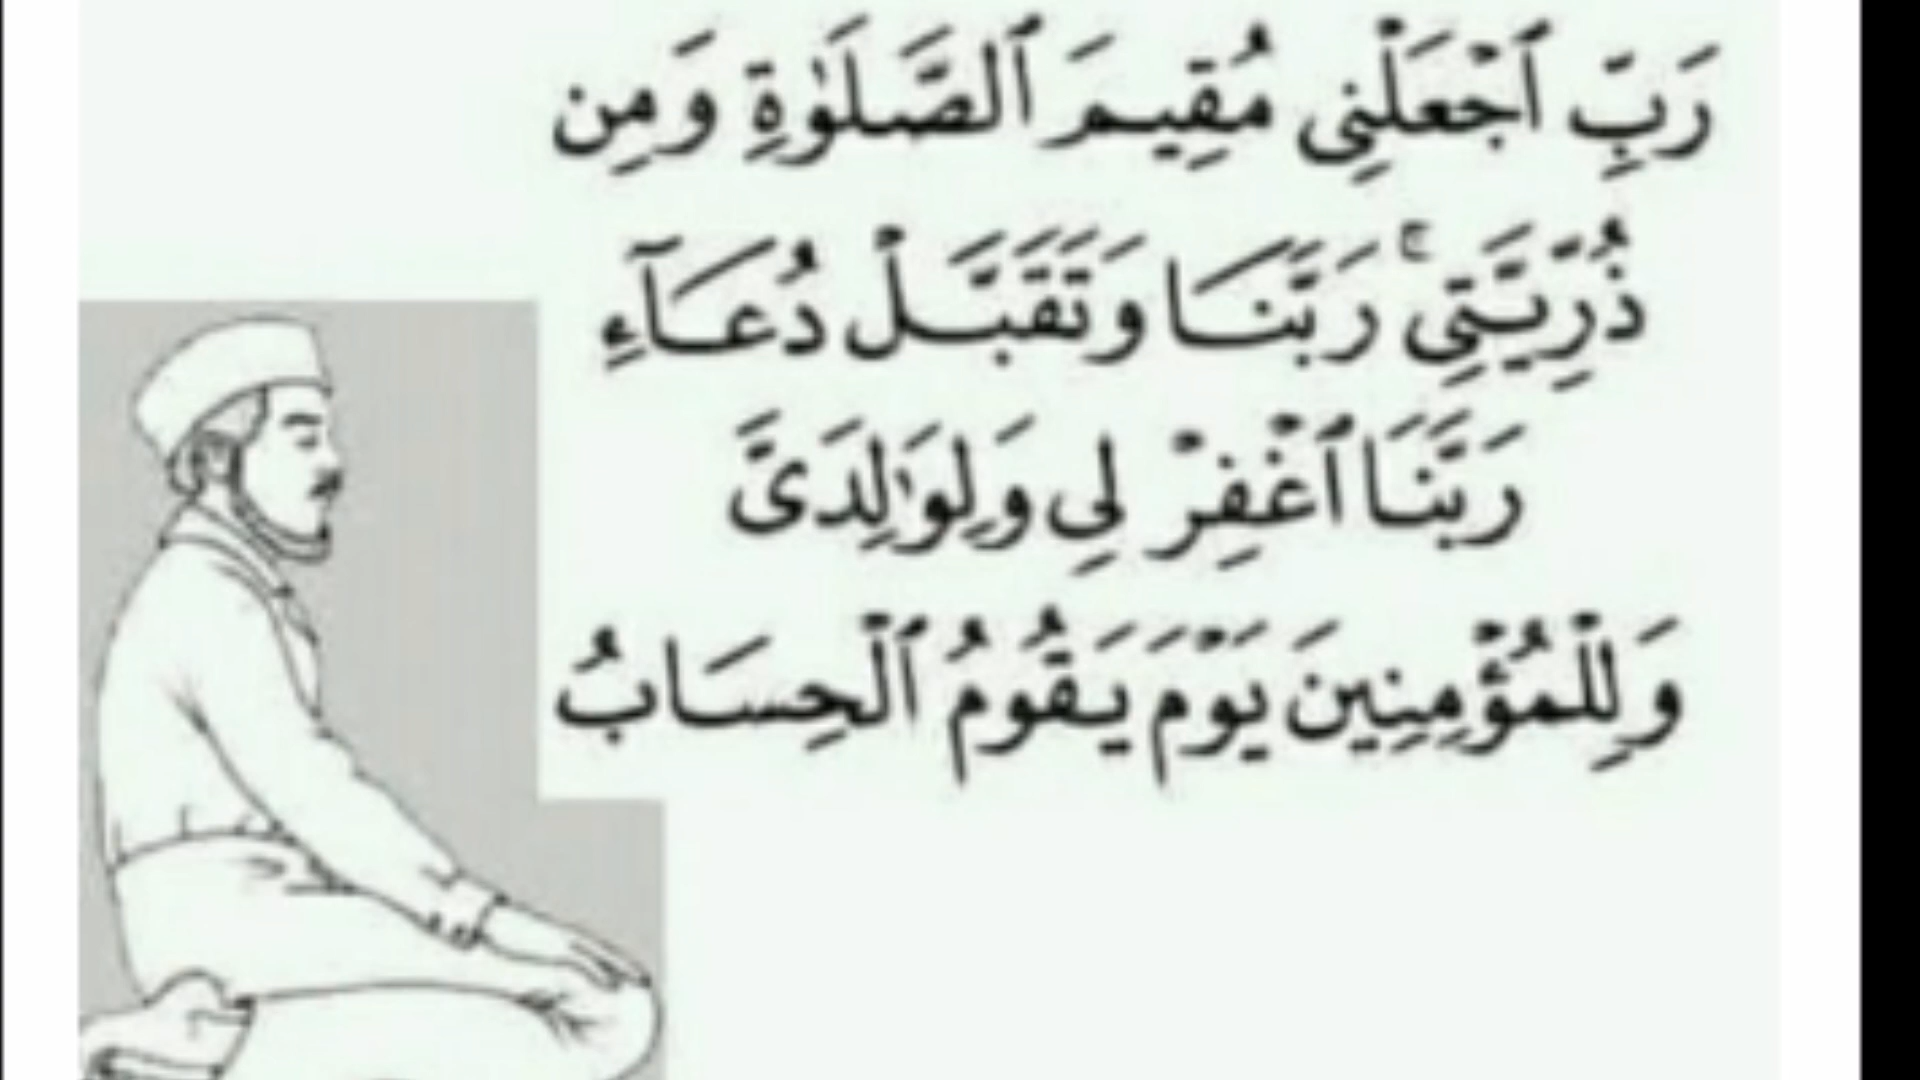 رَبِّ ٱجْعَلْنِى مُقِيمَ ٱلصَّلَوٰةِ وَمِن
ذُرِّيَّتِى ۚ رَبَّنَا وَتَقَبَّلْ دُعَآءِ
رَبَّنَا ٱغْفِرْ لِى وَلِوَٰلِدَىَّ
وَلِلْمُؤْمِنِينَ يَوْمَ يَقُومُ ٱلْحِسَابُ